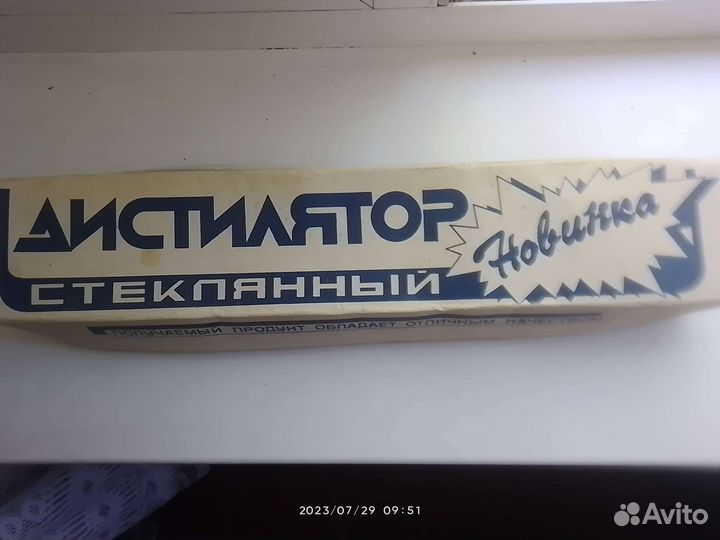 ДИСТИЛЯТОР
Новинка
СТЕКЛЯННЫЙ
ПОЛУЧАЕМЫЙ ПРОДУКТ ОБЛАДАЕТ ОТЛИЧНЫМ КАЧЕСТВОМ
2023/07/29 09:51
Avito